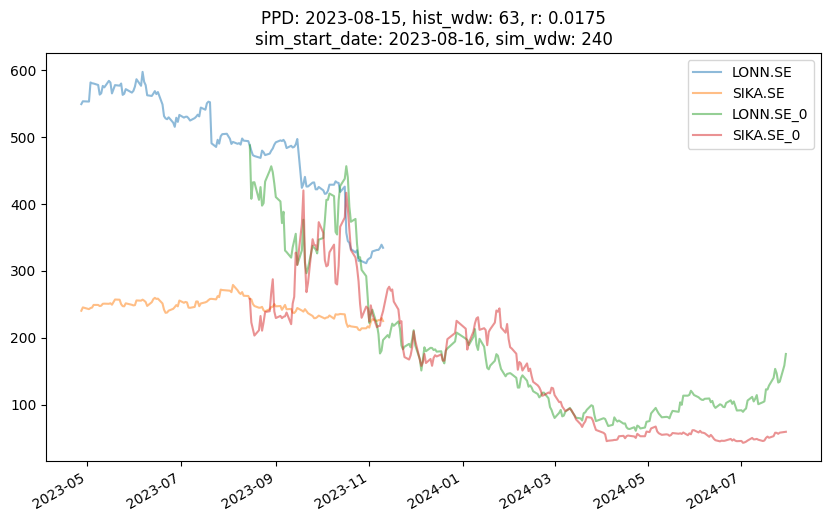 PPD: 2023-08-15, hist_wdw: 63, r: 0.0175
sim_start_date: 2023-08-16, sim_wdw: 240
LONN.SE
SIKA.SE
LONN.SE_0
SIKA.SE_0
600
500
400
300
200
100
2023-05
2023-07
2023-09
2023-11
2024-01
2024-03
2024-05
2024-07